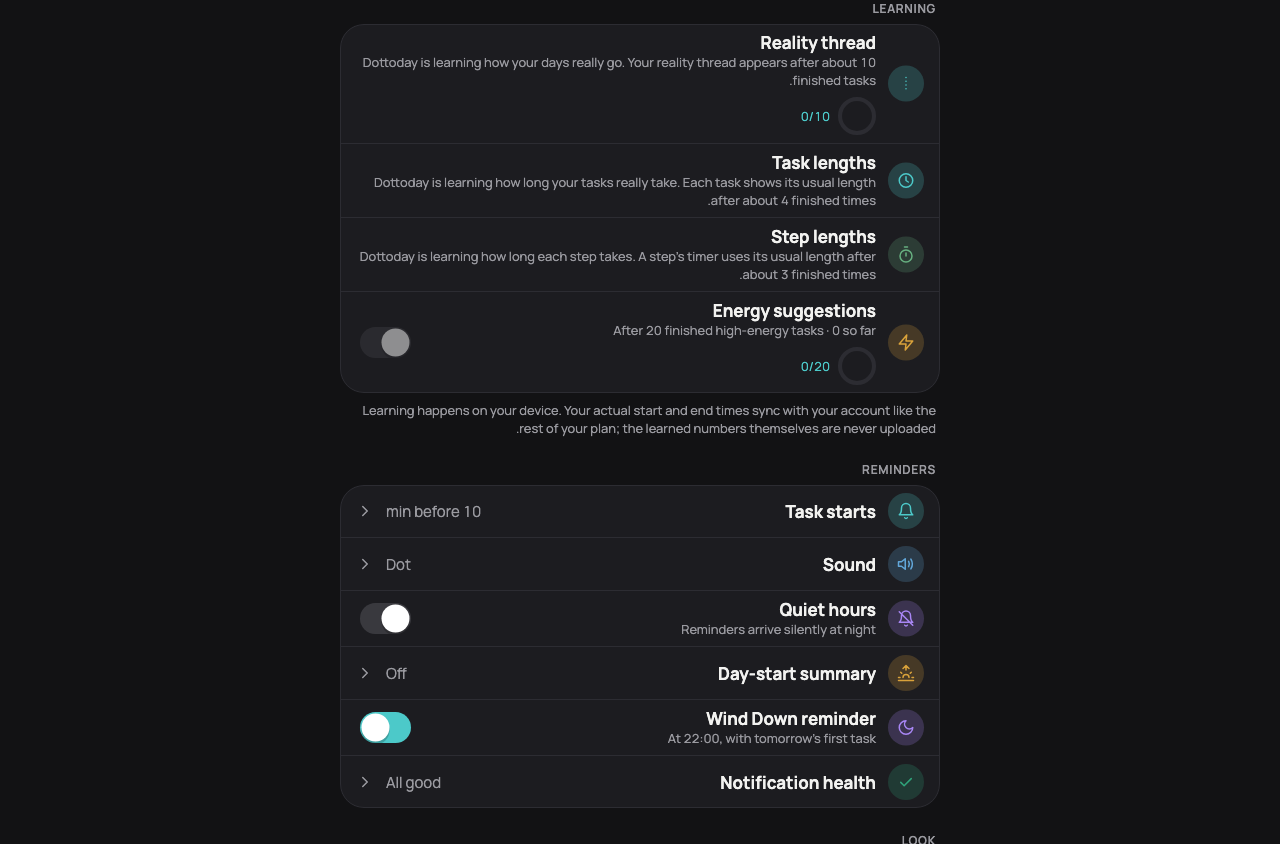 LEARNING
Reality thread
Dottoday is learning how your days really go. Your reality thread appears after about 10
.finished tasks
0/10
Task lengths
Dottoday is learning how long your tasks really take. Each task shows its usual length
.after about 4 finished times
Step lengths
Dottoday is learning how long each step takes. A step's timer uses its usual length after
.about 3 finished times
Energy suggestions
After 20 finished high-energy tasks · 0 so far
0/20
Learning happens on your device. Your actual start and end times sync with your account like the
.rest of your plan; the learned numbers themselves are never uploaded
REMINDERS
Task starts
min before 10
Sound
Dot
Quiet hours
Reminders arrive silently at night
Day-start summary
Off
Wind Down reminder
At 22:00, with tomorrow's first task
Notification health
All good
LOOK